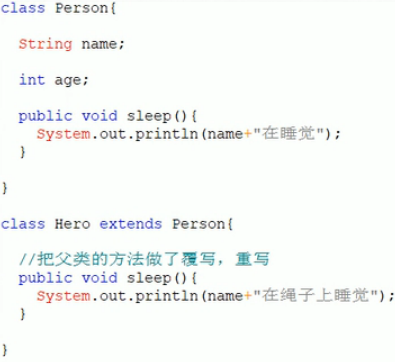 class Person{
String name;
int age;
public void sleep(){
System.out.println(name+"在睡觉");
}
}
class Hero extends Person{
//把父类的方法做了覆写，重写
public void sleep(){
System.out.println(name+"在绳子上睡觉");
}
}